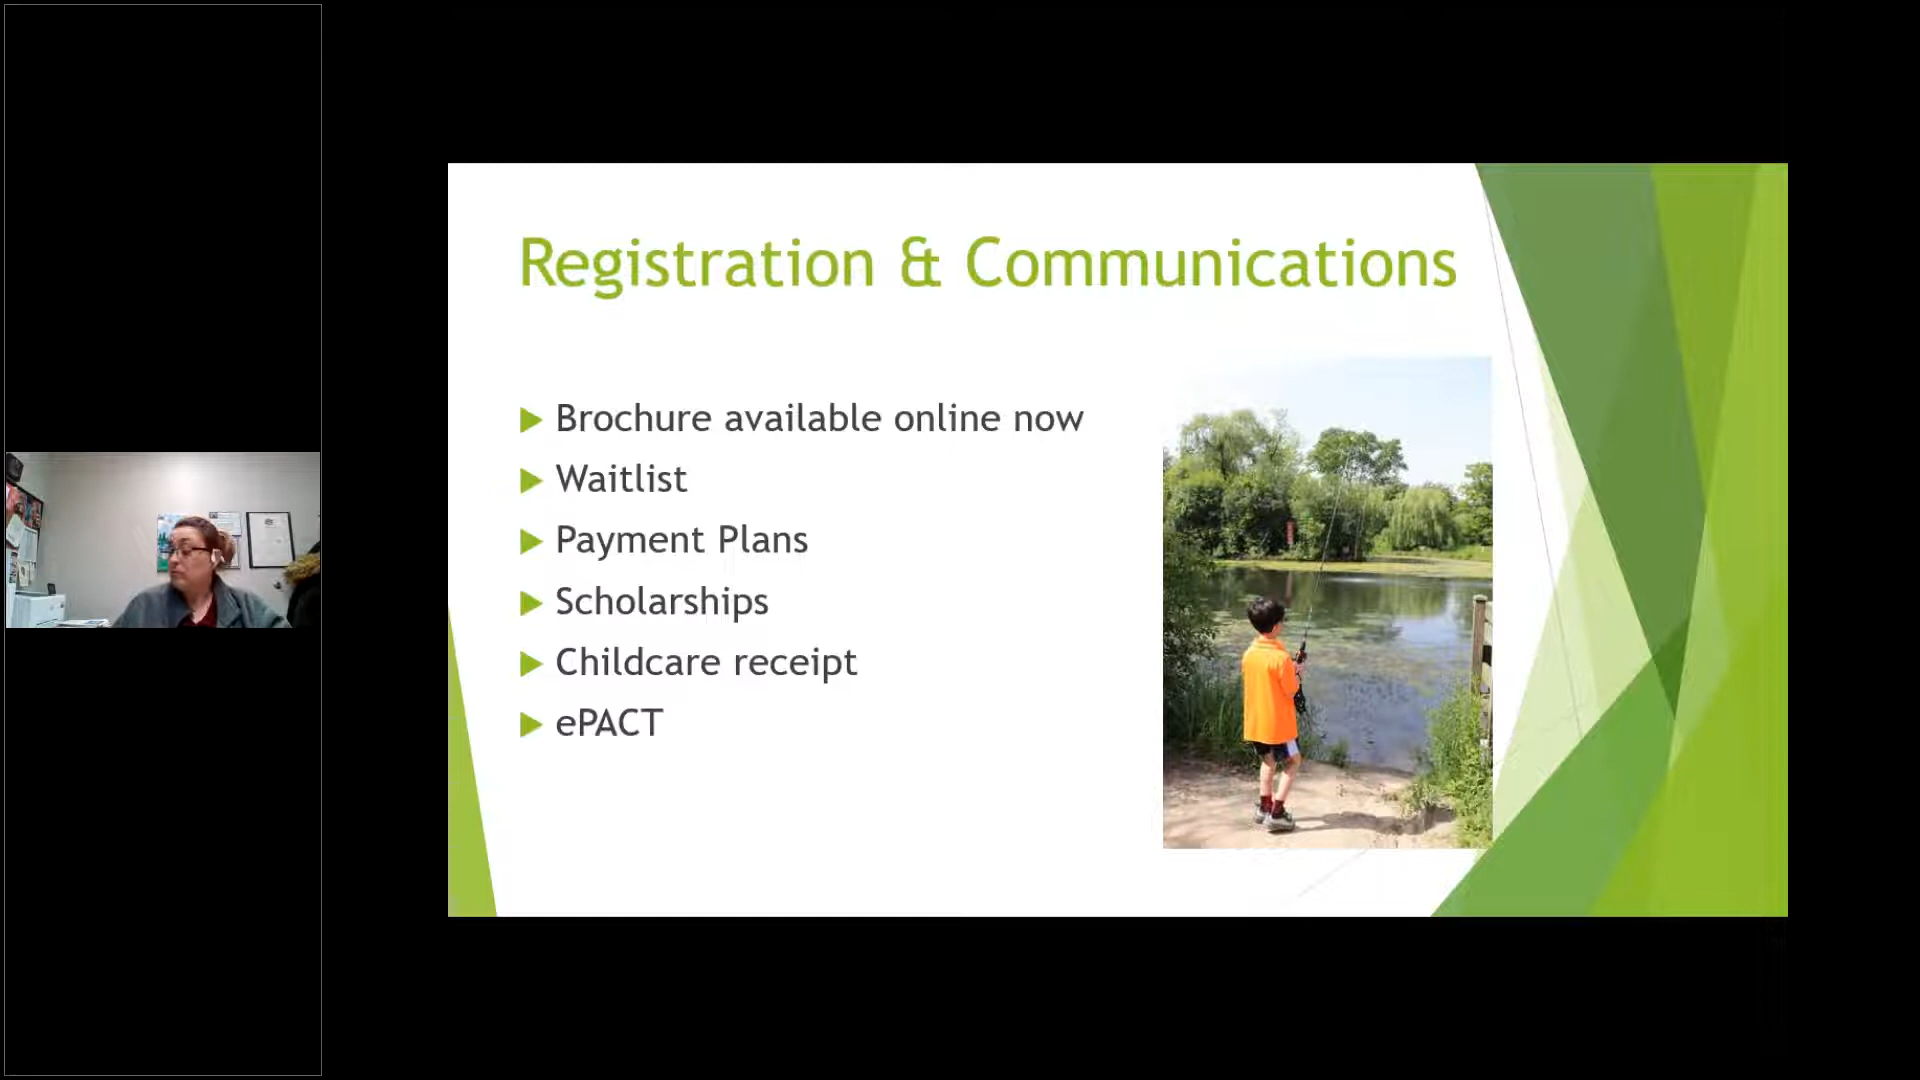 Registration & Communications
Brochure available online now
Waitlist
Payment Plans
Scholarships
Childcare receipt
ePACT